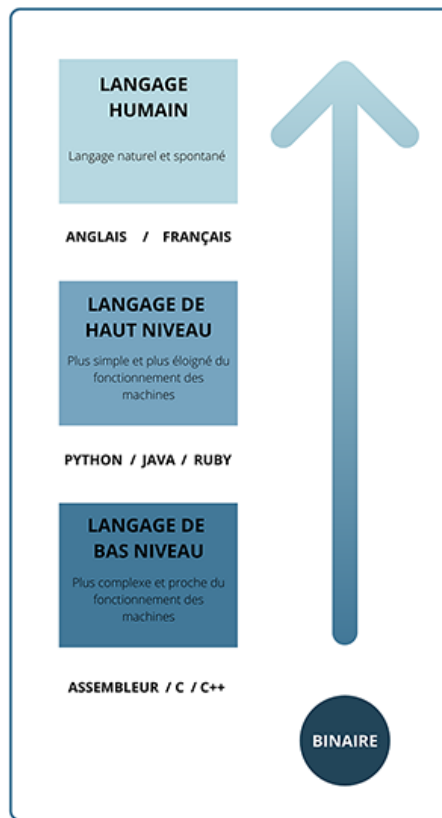 LANGAGE
HUMAIN
Langage naturel et spontané
ANGLAIS / FRANÇAIS
LANGAGE DE
HAUT NIVEAU
Plus simple et plus éloigné du
fonctionnement des
machines
PYTHON / JAVA / RUBY
LANGAGE DE
BAS NIVEAU
Plus complexe et proche du
fonctionnement des
machines
ASSEMBLEUR / C / C++
BINAIRE